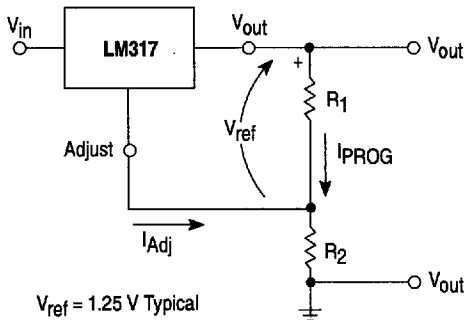 Vin
LM317
Vout
Vout
+
R1
Vref
Adjust
IPROG
IAdj
R2
Vout
Vref = 1.25 V Typical